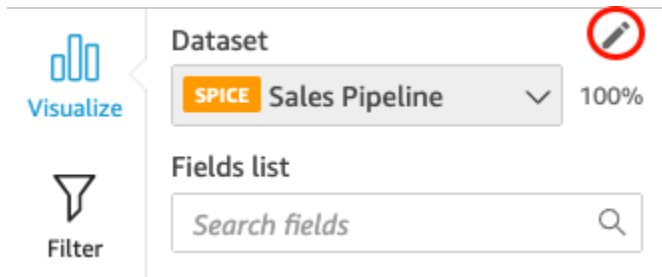 Dataset
Visualize
SPICE Sales Pipeline 100%
Fields list
Search fields
Filter